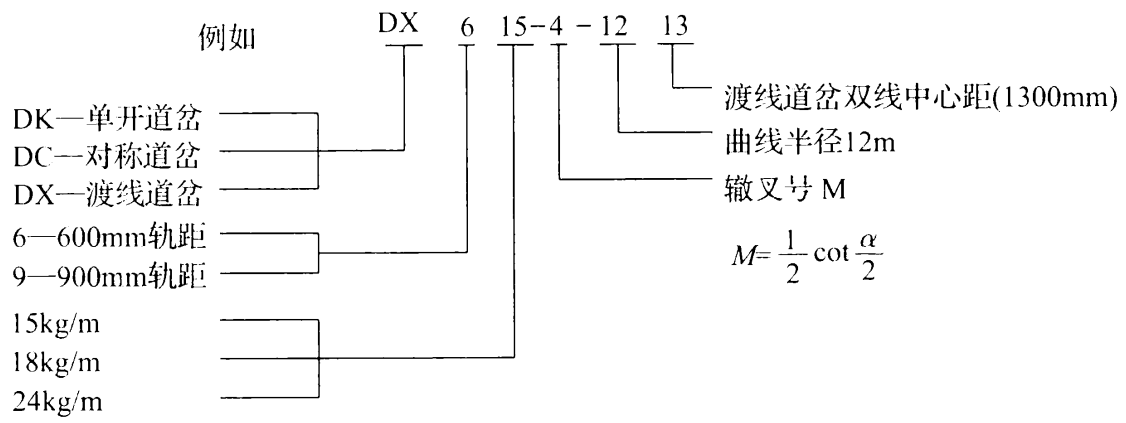 例如 DX 6 15-4-12 13
渡线道岔双线中心距(1300mm)
曲线半径12m
辙叉号 M
M=1/2 cot α/2
DK—单开道岔
DC—对称道岔
DX—渡线道岔
6—600mm轨距
9—900mm轨距
15kg/m
18kg/m
24kg/m